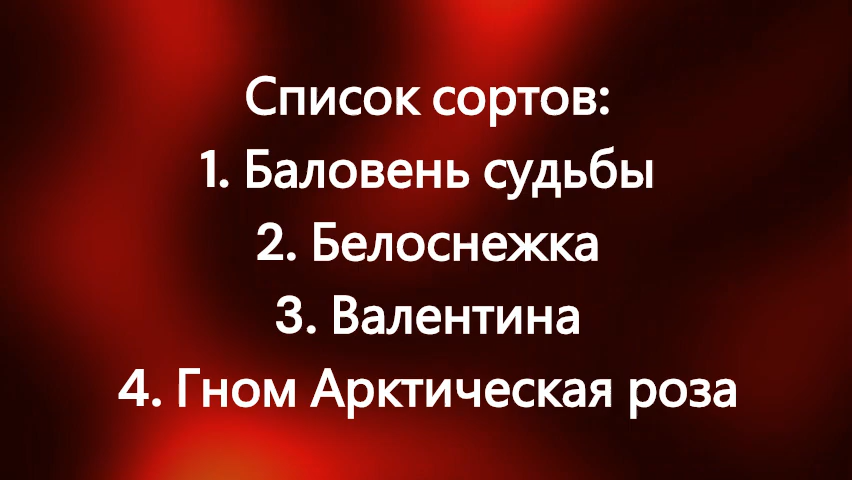 Список сортов:
1. Баловень судьбы
2. Белоснежка
3. Валентина
4. Гном Арктическая роза